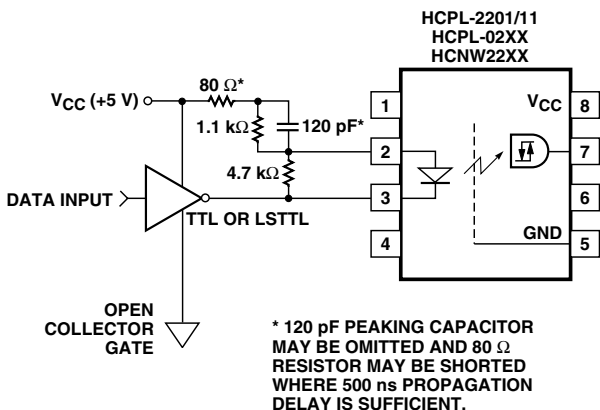 HCPL-2201/11
HCPL-02XX
HCNW22XX
80 Ω*
VCC (+5 V)
1.1 kΩ
120 pF*
4.7 kΩ
DATA INPUT
TTL OR LSTTL
1
2
3
4
VCC 8
7
6
GND 5
OPEN
COLLECTOR
GATE
* 120 pF PEAKING CAPACITOR
MAY BE OMITTED AND 80 Ω
RESISTOR MAY BE SHORTED
WHERE 500 ns PROPAGATION
DELAY IS SUFFICIENT.